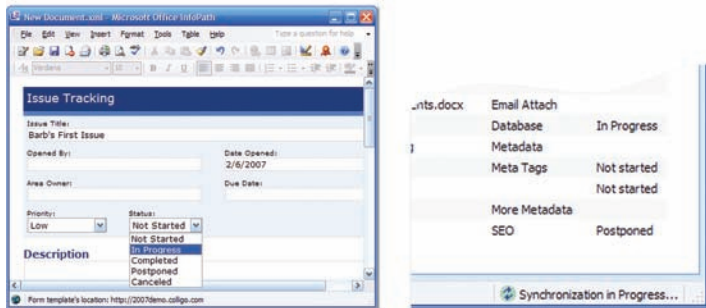 New Document.xml - Microsoft Office InfoPath
File Edit View Insert Format Tools Table Help
Type a question for help
Verdana
10
B I U
Issue Tracking
Issue Title:
Barb's First Issue
Opened By:
Date Opened:
2/6/2007
Area Owner:
Due Date:
Priority:
Status:
Low
Not Started
Not Started
In Progress
Completed
Postponed
Canceled
Description
Form template's location: http://2007demo.colligo.com
nts.docx Email Attach
Database In Progress
Metadata
Meta Tags Not started
Not started
More Metadata
SEO Postponed
Synchronization in Progress...